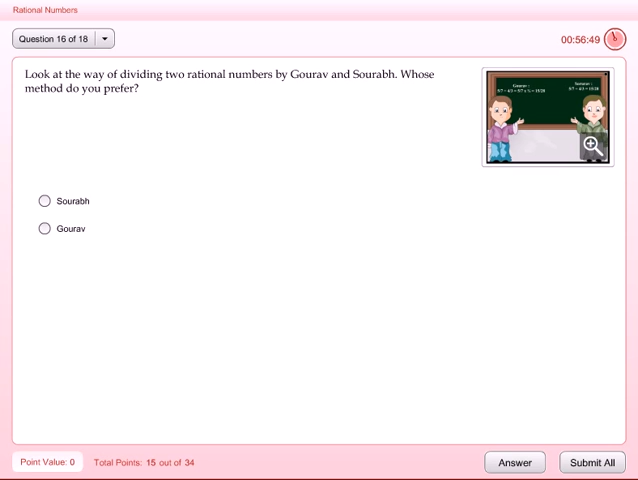 Rational Numbers
Question 16 of 18
00:56:49
Look at the way of dividing two rational numbers by Gourav and Sourabh. Whose
method do you prefer?
Gourav :
Sourabh
Gourav
Point Value: 0 Total Points: 15 out of 34
Answer Submit All